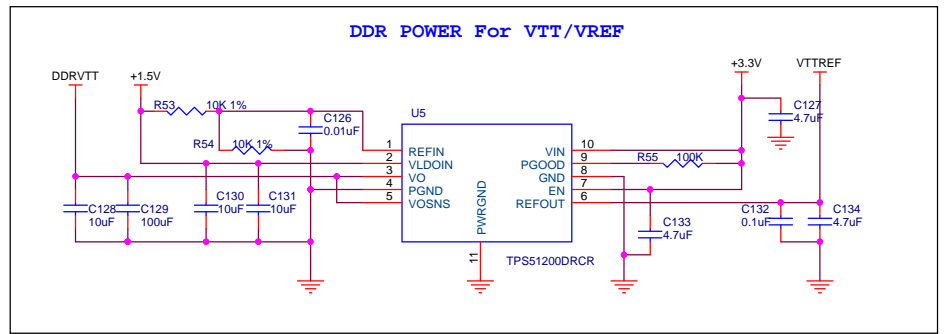 DDR POWER For VTT/VREF
DDRVTT
+1.5V
+3.3V
VTTREF
R53
10K 1%
C126
0.01uF
U5
C127
4.7uF
R54
10K 1%
1
REFIN
2
VLDOIN
3
VO
4
PGND
5
VOSNS
PWRGND
11
VIN
10
PGOOD
9
GND
8
EN
7
REFOUT
6
R55
100K
C128
10uF
C129
100uF
C130
10uF
C131
10uF
C133
4.7uF
C132
0.1uF
C134
4.7uF
TPS51200DRCR